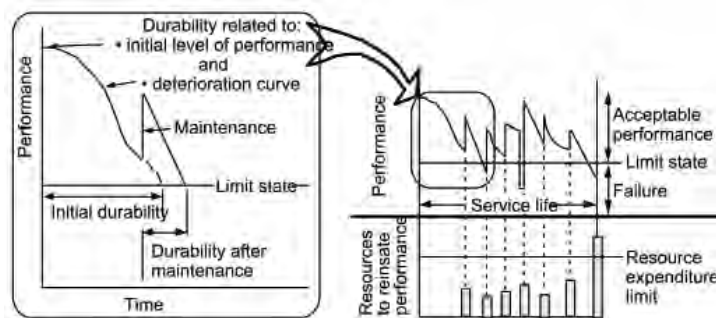 Durability related to:
• initial level of performance
and
• deterioration curve
Performance
Maintenance
Limit state
Initial durability
Durability after
maintenance
Time
Performance
Acceptable
performance
Limit state
Failure
Service life
Resources
to reinsate
performance
Resource
expenditure
limit